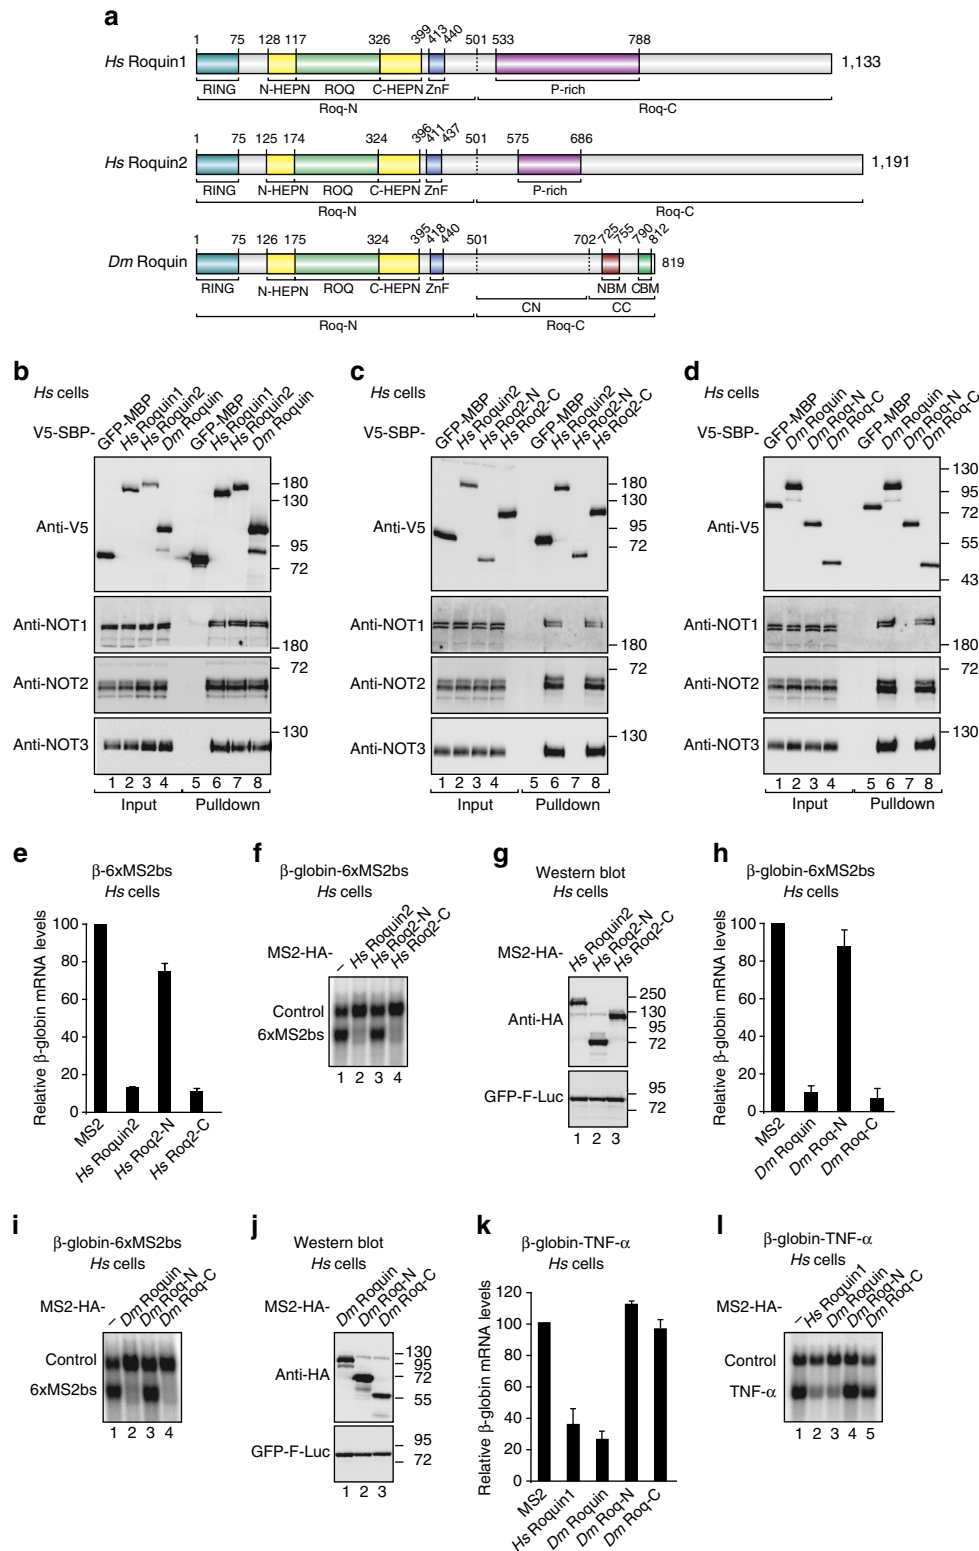 a
1 75 128 117 326 399 413 440 501 533 788
Hs Roquin1 1,133
RING N-HEPN ROQ C-HEPN ZnF P-rich
Roq-N Roq-C
1 75 125 174 324 396 411 437 501 575 686
Hs Roquin2 1,191
RING N-HEPN ROQ C-HEPN ZnF P-rich
Roq-N Roq-C
1 75 126 175 324 395 418 440 501 702 725 755 790 812
Dm Roquin 819
RING N-HEPN ROQ C-HEPN ZnF NBM CBM
CN CC
Roq-N Roq-C
b
Hs cells
V5-SBP- GFP-MBP Hs Roquin1 Hs Roquin2 Dm Roquin GFP-MBP Hs Roquin1 Hs Roquin2 Dm Roquin
Anti-V5
180
130
95
72
Anti-NOT1
180
Anti-NOT2
72
Anti-NOT3
130
1 2 3 4 5 6 7 8
Input Pulldown
c
Hs cells
V5-SBP- GFP-MBP Hs Roquin2 Hs Roq2-N Hs Roq2-C GFP-MBP Hs Roquin2 Hs Roq2-N Hs Roq2-C
Anti-V5
180
130
95
72
Anti-NOT1
180
Anti-NOT2
72
Anti-NOT3
130
1 2 3 4 5 6 7 8
Input Pulldown
d
Hs cells
V5-SBP- GFP-MBP Dm Roquin Dm Roq-N Dm Roq-C GFP-MBP Dm Roquin Dm Roq-N Dm Roq-C
Anti-V5
130
95
72
55
43
Anti-NOT1
180
Anti-NOT2
72
Anti-NOT3
130
1 2 3 4 5 6 7 8
Input Pulldown
e
β-6xMS2bs
Hs cells
Relative β-globin mRNA levels
100
80
60
40
20
0
MS2 Hs Roquin2 Hs Roq2-N Hs Roq2-C
f
β-globin-6xMS2bs
Hs cells
MS2-HA- – Hs Roquin2 Hs Roq2-N Hs Roq2-C
Control
6xMS2bs
1 2 3 4
g
Western blot
Hs cells
MS2-HA- Hs Roquin2 Hs Roq2-N Hs Roq2-C
Anti-HA
250
130
95
72
GFP-F-Luc
95
72
1 2 3
h
β-globin-6xMS2bs
Hs cells
Relative β-globin mRNA levels
100
80
60
40
20
0
MS2 Dm Roquin Dm Roq-N Dm Roq-C
i
β-globin-6xMS2bs
Hs cells
MS2-HA- – Dm Roquin Dm Roq-N Dm Roq-C
Control
6xMS2bs
1 2 3 4
j
Western blot
Hs cells
MS2-HA- Dm Roquin Dm Roq-N Dm Roq-C
Anti-HA
130
95
72
55
GFP-F-Luc
95
72
1 2 3
k
β-globin-TNF-α
Hs cells
Relative β-globin mRNA levels
120
100
80
60
40
20
0
MS2 Hs Roquin1 Dm Roquin Dm Roq-N Dm Roq-C
l
β-globin-TNF-α
Hs cells
MS2-HA- – Hs Roquin1 Dm Roquin Dm Roq-N Dm Roq-C
Control
TNF-α
1 2 3 4 5